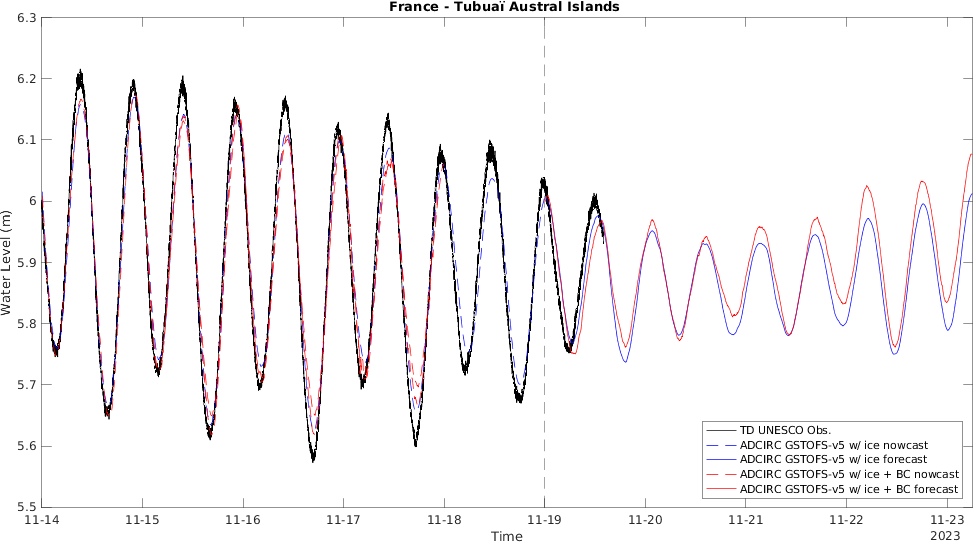 France - Tubuaï Austral Islands
6.3
6.2
6.1
6
5.9
5.8
5.7
5.6
5.5
Water Level (m)
TD UNESCO Obs.
ADCIRC GSTOFS-v5 w/ ice nowcast
ADCIRC GSTOFS-v5 w/ ice forecast
ADCIRC GSTOFS-v5 w/ ice + BC nowcast
ADCIRC GSTOFS-v5 w/ ice + BC forecast
11-14 11-15 11-16 11-17 11-18 11-19 11-20 11-21 11-22 11-23
Time
2023